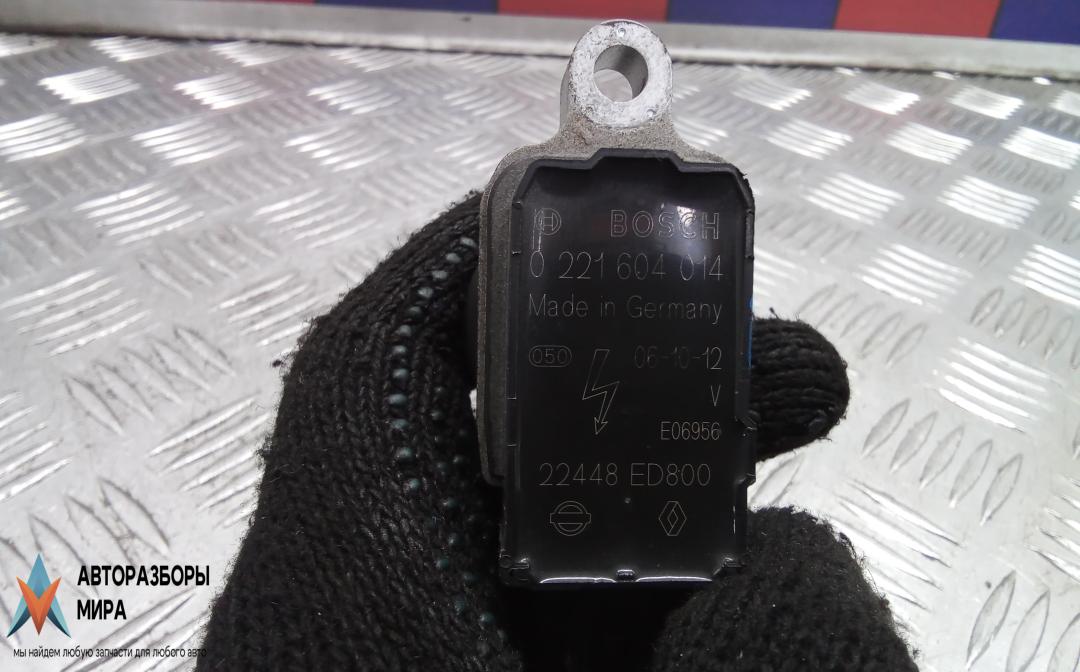 BOSCH
0 221 604 014
Made in Germany
050 06-10-12
V
E06956
22448 ED800
АВТОРАЗБОРЫ
МИРА
мы найдем любую запчасти для любого авто